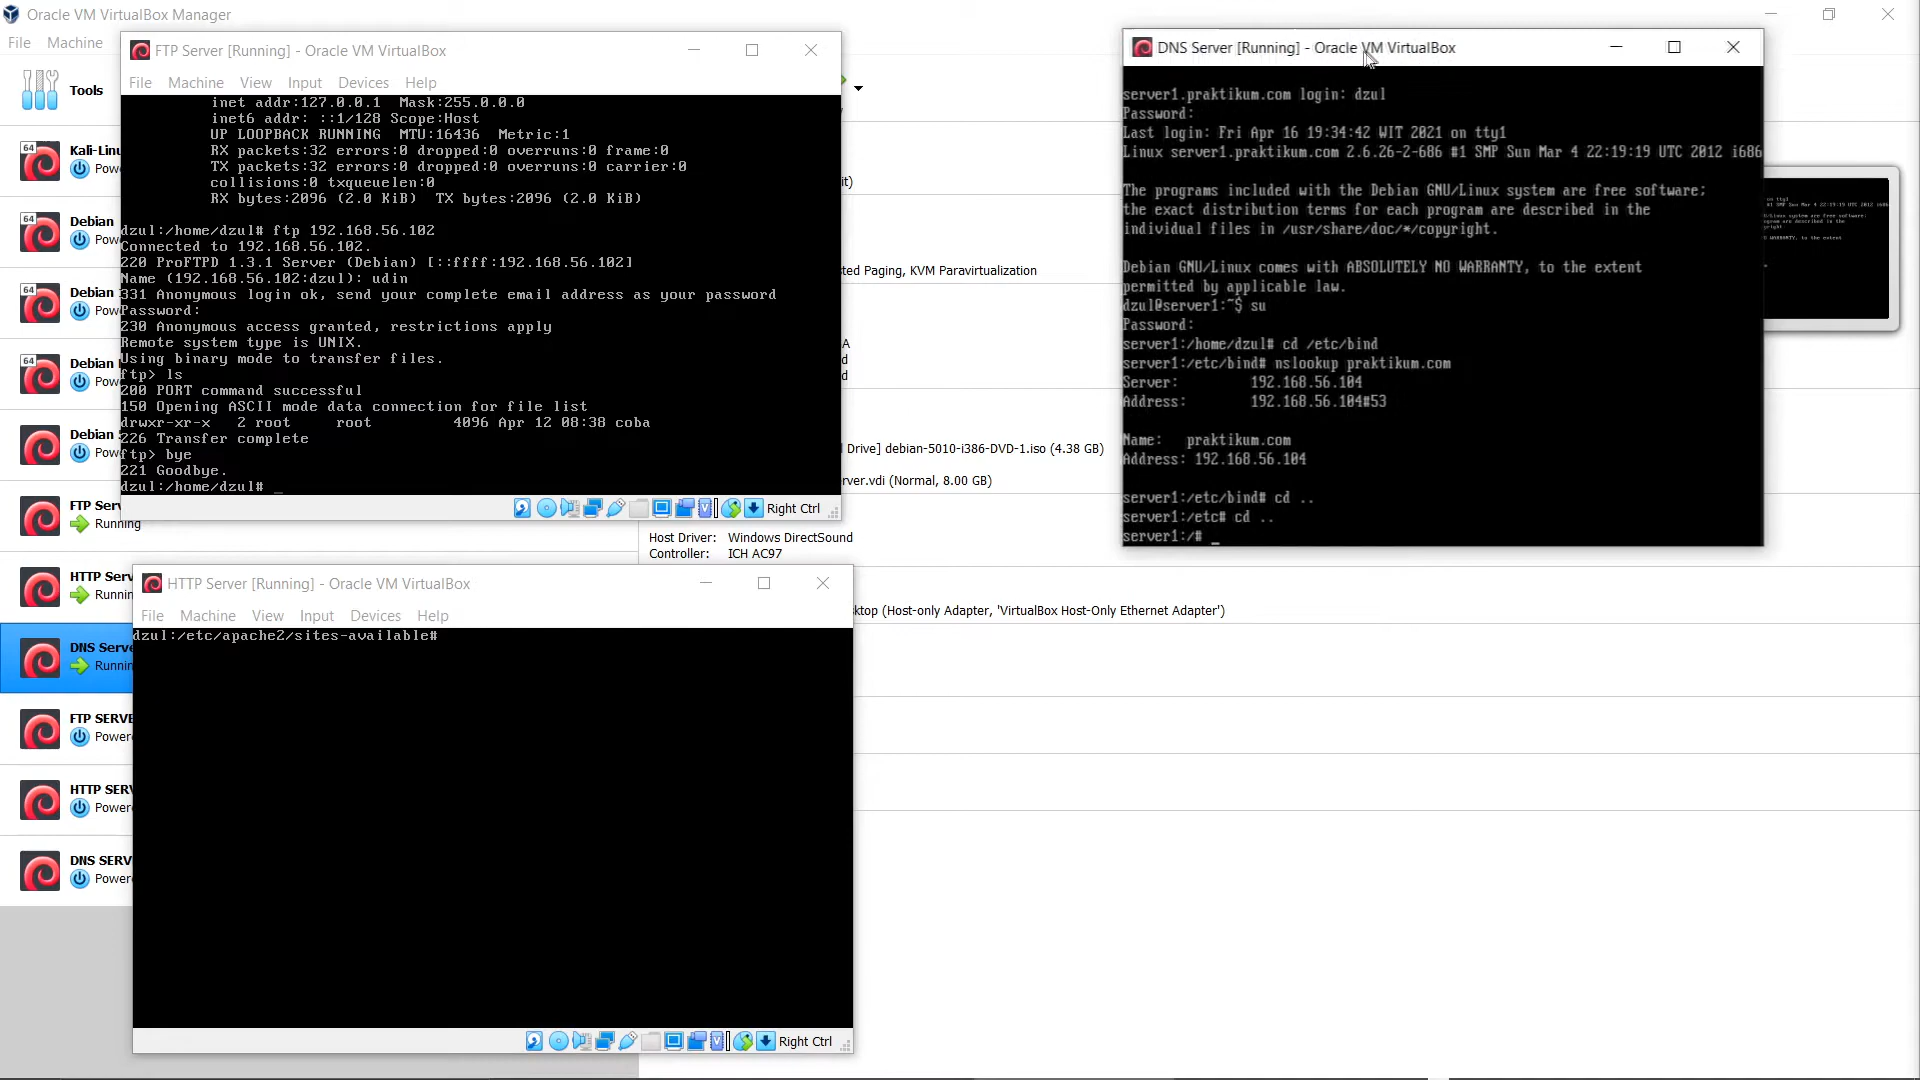 Oracle VM VirtualBox Manager
File Machine
Tools
64 Kali-Linu
Powe
64 Debian
Pow
64 Debian
Pow
64 Debian
Pow
64 Debian
Pow
FTP Serv
Running
HTTP Serv
Runnin
DNS Serve
Runnin
FTP SERVE
Powere
HTTP SERV
Powere
DNS SERV
Powere
FTP Server [Running] - Oracle VM VirtualBox
File Machine View Input Devices Help
inet addr:127.0.0.1 Mask:255.0.0.0
inet6 addr: ::1/128 Scope:Host
UP LOOPBACK RUNNING MTU:16436 Metric:1
RX packets:32 errors:0 dropped:0 overruns:0 frame:0
TX packets:32 errors:0 dropped:0 overruns:0 carrier:0
collisions:0 txqueuelen:0
RX bytes:2096 (2.0 KiB) TX bytes:2096 (2.0 KiB)
dzul:/home/dzul# ftp 192.168.56.102
Connected to 192.168.56.102.
220 ProFTPD 1.3.1 Server (Debian) [::ffff:192.168.56.102]
Name (192.168.56.102:dzul): udin
331 Anonymous login ok, send your complete email address as your password
Password:
230 Anonymous access granted, restrictions apply
Remote system type is UNIX.
Using binary mode to transfer files.
ftp> ls
200 PORT command successful
150 Opening ASCII mode data connection for file list
drwxr-xr-x 2 root root 4096 Apr 12 08:38 coba
226 Transfer complete
ftp> bye
221 Goodbye.
dzul:/home/dzul# _
Right Ctrl
it)
sted Paging, KVM Paravirtualization
A
d
d
l Drive] debian-5010-i386-DVD-1.iso (4.38 GB)
rver.vdi (Normal, 8.00 GB)
Host Driver: Windows DirectSound
Controller: ICH AC97
ktop (Host-only Adapter, 'VirtualBox Host-Only Ethernet Adapter')
HTTP Server [Running] - Oracle VM VirtualBox
File Machine View Input Devices Help
dzul:/etc/apache2/sites-available#
Right Ctrl
DNS Server [Running] - Oracle VM VirtualBox
server1.praktikum.com login: dzul
Password:
Last login: Fri Apr 16 19:34:42 WIT 2021 on tty1
Linux server1.praktikum.com 2.6.26-2-686 #1 SMP Sun Mar 4 22:19:19 UTC 2012 i686
The programs included with the Debian GNU/Linux system are free software;
the exact distribution terms for each program are described in the
individual files in /usr/share/doc/*/copyright.
Debian GNU/Linux comes with ABSOLUTELY NO WARRANTY, to the extent
permitted by applicable law.
dzul@server1:~$ su
Password:
server1:/home/dzul# cd /etc/bind
server1:/etc/bind# nslookup praktikum.com
Server: 192.168.56.104
Address: 192.168.56.104#53
Name: praktikum.com
Address: 192.168.56.104
server1:/etc/bind# cd ..
server1:/etc# cd ..
server1:/# _